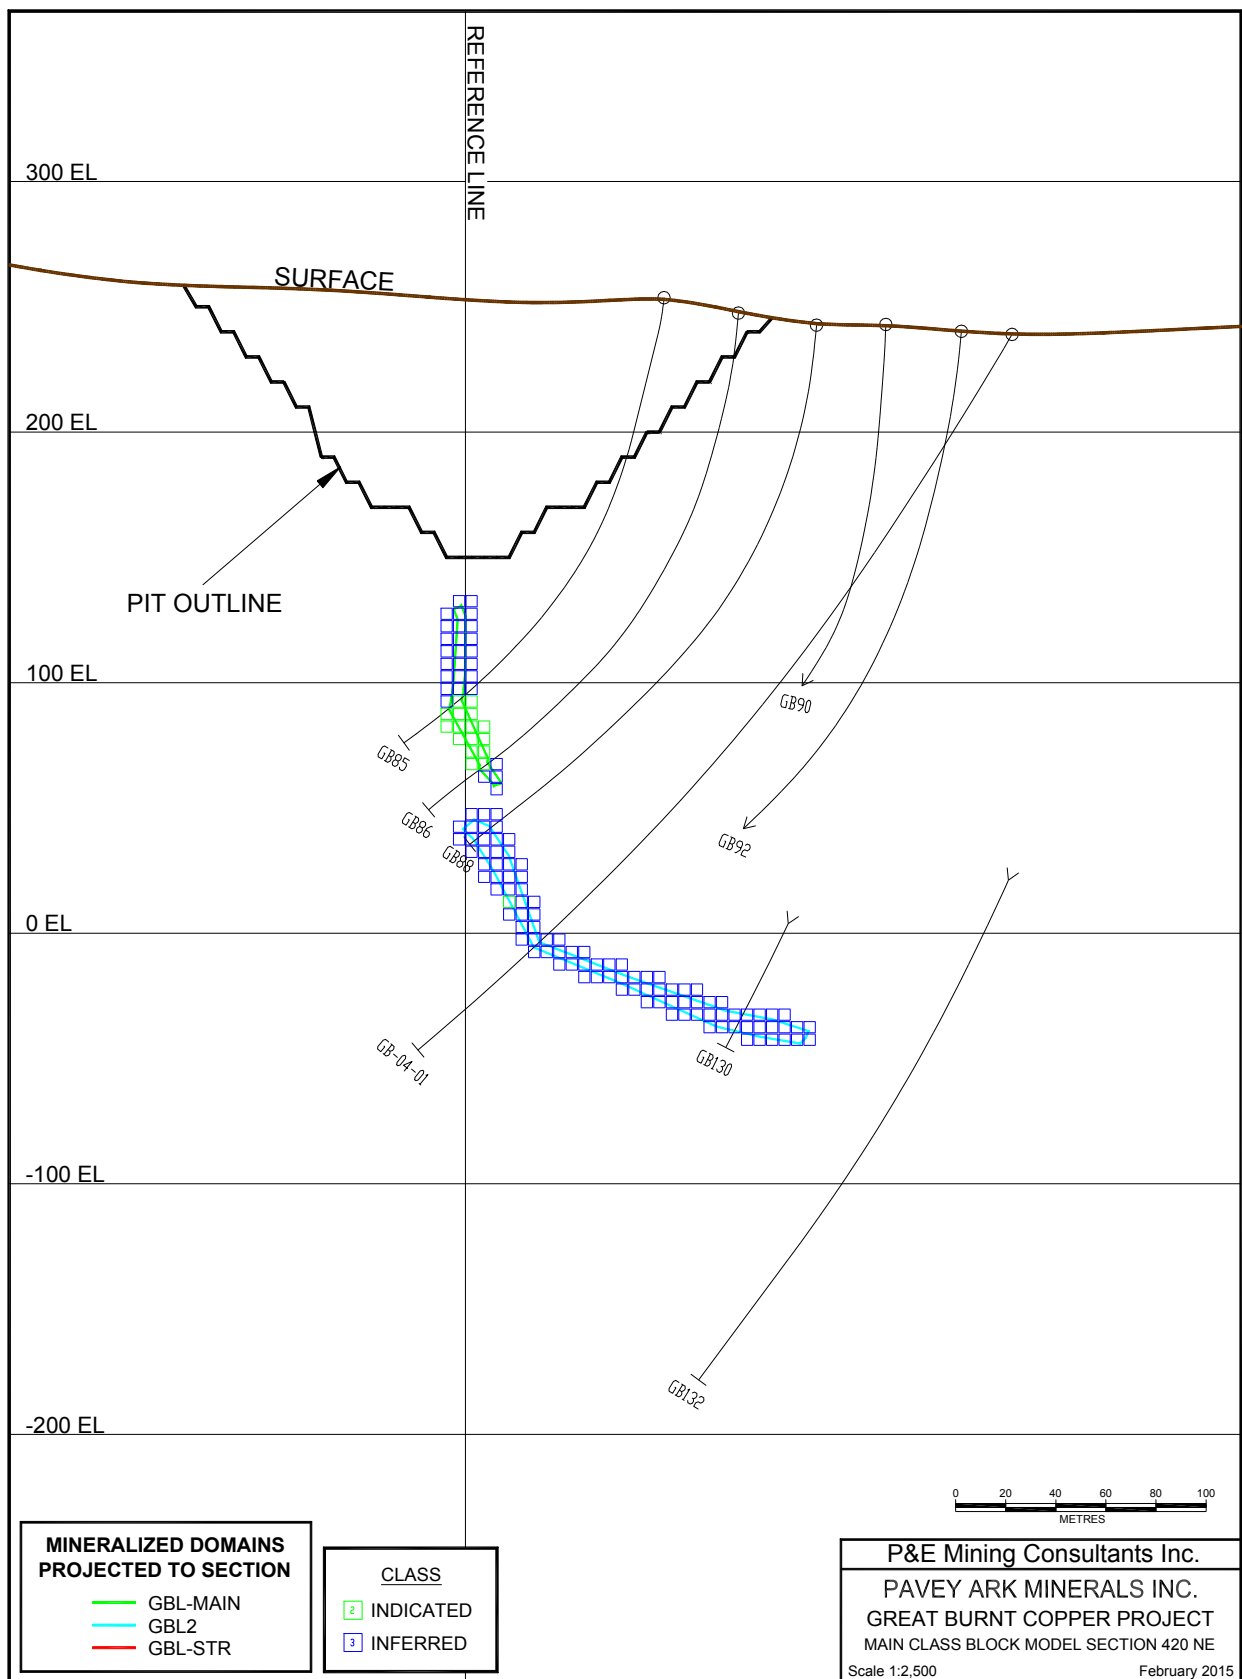 REFERENCE LINE
300 EL
SURFACE
200 EL
PIT OUTLINE
100 EL
GB90
GB85
GB86
GB92
GB88
0 EL
GB-04-01
GB130
-100 EL
GB132
-200 EL
0 20 40 60 80 100
METRES
MINERALIZED DOMAINS
PROJECTED TO SECTION
GBL-MAIN
GBL2
GBL-STR
CLASS
2 INDICATED
3 INFERRED
P&E Mining Consultants Inc.
PAVEY ARK MINERALS INC.
GREAT BURNT COPPER PROJECT
MAIN CLASS BLOCK MODEL SECTION 420 NE
Scale 1:2,500 February 2015